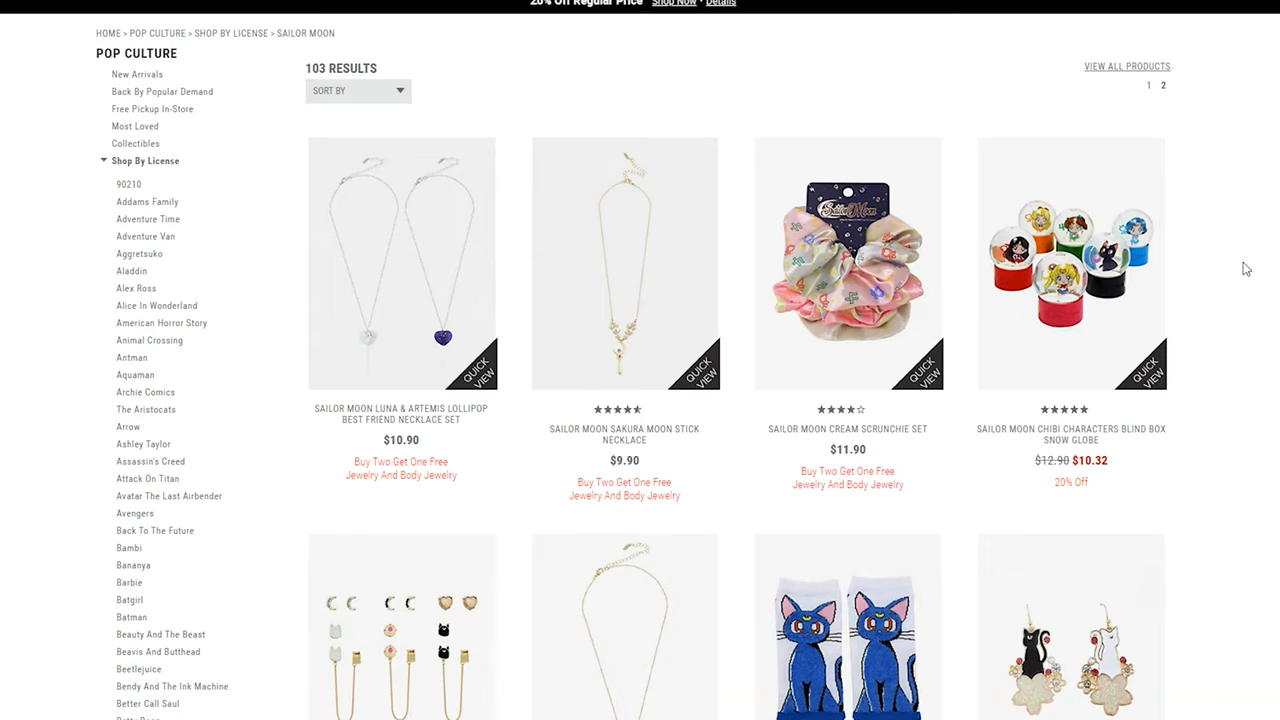 20% Off Regular Price Shop Now • Details
HOME > POP CULTURE > SHOP BY LICENSE > SAILOR MOON
POP CULTURE
New Arrivals
Back By Popular Demand
Free Pickup In-Store
Most Loved
Collectibles
Shop By License
90210
Addams Family
Adventure Time
Adventure Van
Aggretsuko
Aladdin
Alex Ross
Alice In Wonderland
American Horror Story
Animal Crossing
Antman
Aquaman
Archie Comics
The Aristocats
Arrow
Ashley Taylor
Assassin's Creed
Attack On Titan
Avatar The Last Airbender
Avengers
Back To The Future
Bambi
Bananya
Barbie
Batgirl
Batman
Beauty And The Beast
Beavis And Butthead
Beetlejuice
Bendy And The Ink Machine
Better Call Saul
103 RESULTS
SORT BY
VIEW ALL PRODUCTS
1 2
QUICK VIEW
SAILOR MOON LUNA & ARTEMIS LOLLIPOP
BEST FRIEND NECKLACE SET
$10.90
Buy Two Get One Free
Jewelry And Body Jewelry
QUICK VIEW
SAILOR MOON SAKURA MOON STICK
NECKLACE
$9.90
Buy Two Get One Free
Jewelry And Body Jewelry
Sailor Moon
QUICK VIEW
SAILOR MOON CREAM SCRUNCHIE SET
$11.90
Buy Two Get One Free
Jewelry And Body Jewelry
QUICK VIEW
SAILOR MOON CHIBI CHARACTERS BLIND BOX
SNOW GLOBE
$12.90 $10.32
20% Off